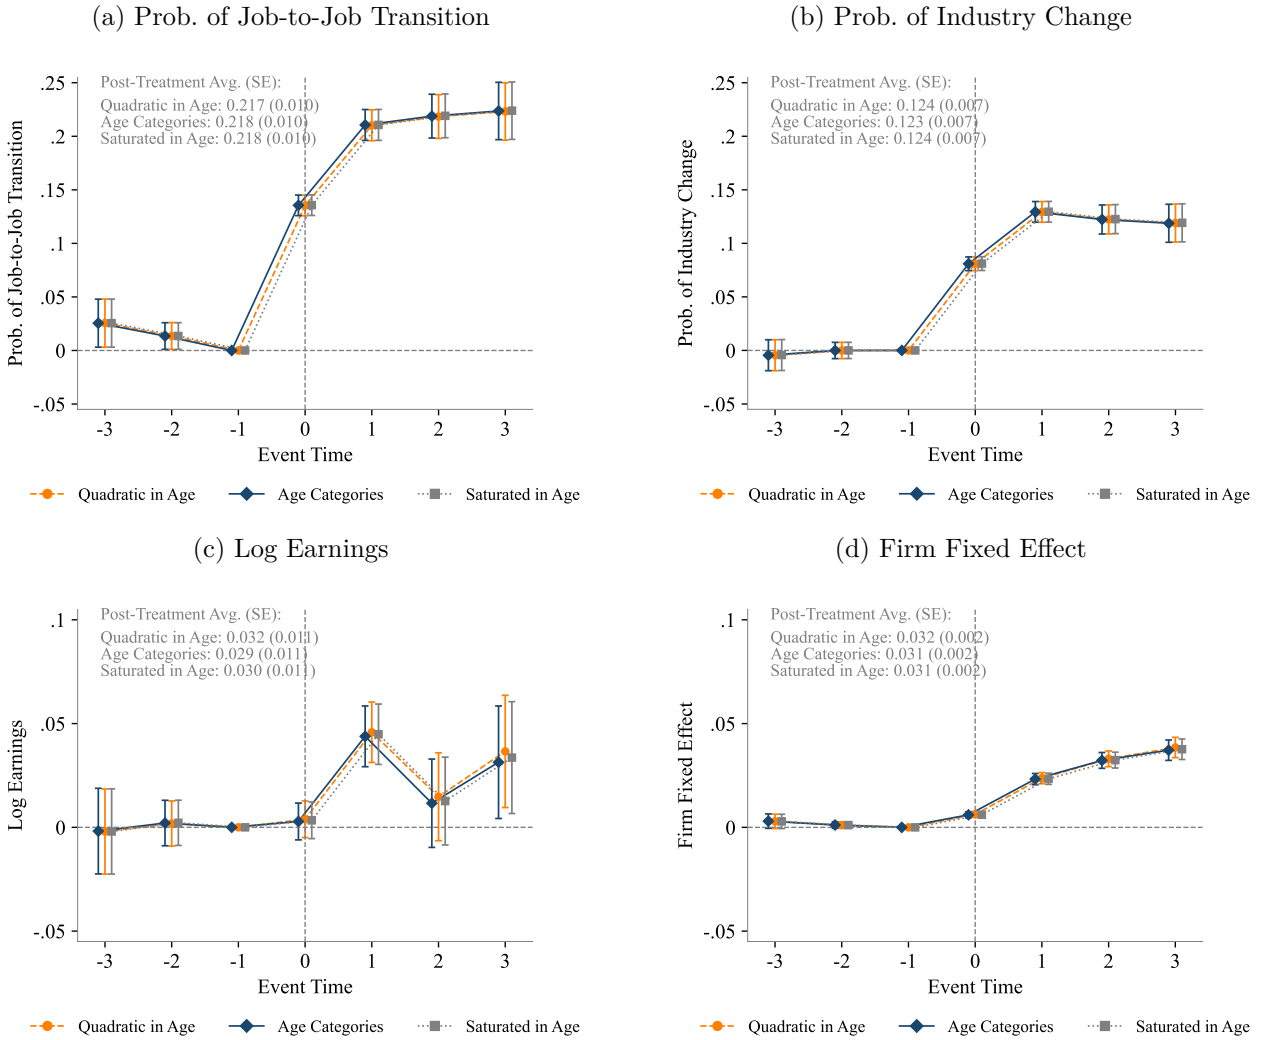 (a) Prob. of Job-to-Job Transition
Prob. of Job-to-Job Transition
.25
.2
.15
.1
.05
0
-.05
Post-Treatment Avg. (SE):
Quadratic in Age: 0.217 (0.010)
Age Categories: 0.218 (0.010)
Saturated in Age: 0.218 (0.010)
-3 -2 -1 0 1 2 3
Event Time
Quadratic in Age Age Categories Saturated in Age
(b) Prob. of Industry Change
Prob. of Industry Change
.25
.2
.15
.1
.05
0
-.05
Post-Treatment Avg. (SE):
Quadratic in Age: 0.124 (0.007)
Age Categories: 0.123 (0.007)
Saturated in Age: 0.124 (0.007)
-3 -2 -1 0 1 2 3
Event Time
Quadratic in Age Age Categories Saturated in Age
(c) Log Earnings
Log Earnings
.1
.05
0
-.05
Post-Treatment Avg. (SE):
Quadratic in Age: 0.032 (0.011)
Age Categories: 0.029 (0.011)
Saturated in Age: 0.030 (0.011)
-3 -2 -1 0 1 2 3
Event Time
Quadratic in Age Age Categories Saturated in Age
(d) Firm Fixed Effect
Firm Fixed Effect
.1
.05
0
-.05
Post-Treatment Avg. (SE):
Quadratic in Age: 0.032 (0.002)
Age Categories: 0.031 (0.002)
Saturated in Age: 0.031 (0.002)
-3 -2 -1 0 1 2 3
Event Time
Quadratic in Age Age Categories Saturated in Age